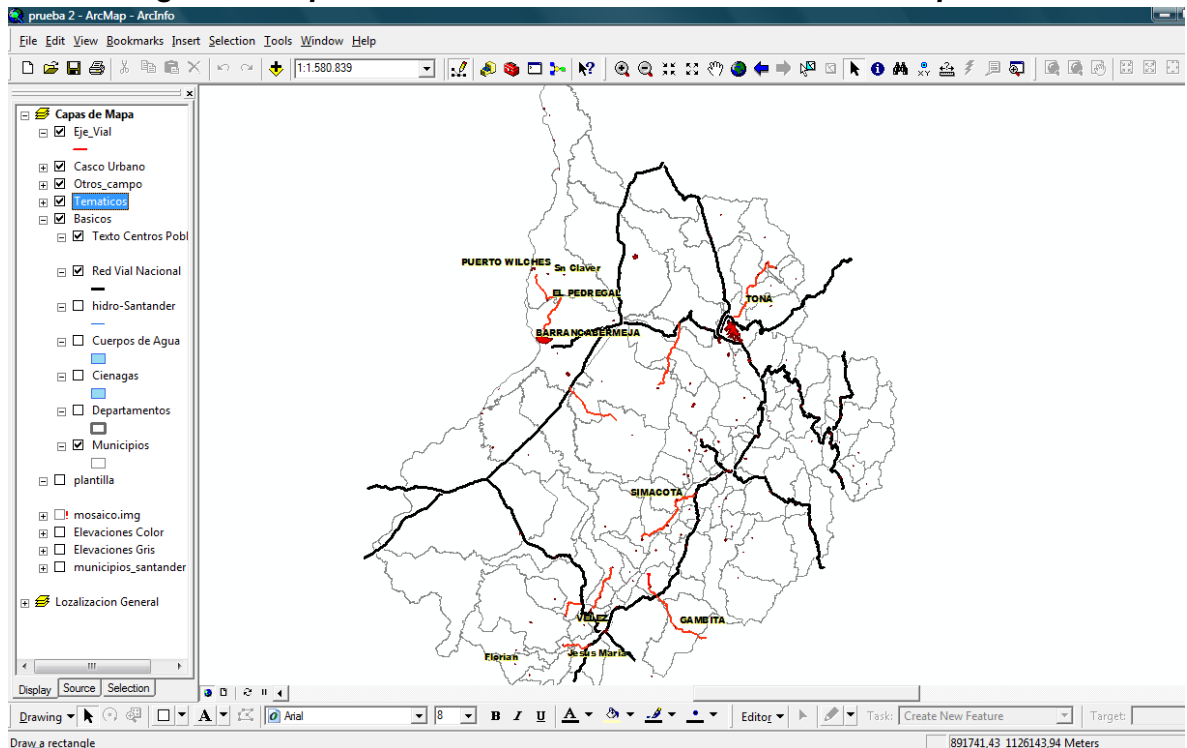 prueba 2 - ArcMap - ArcInfo
File Edit View Bookmarks Insert Selection Tools Window Help
1:1.580.839
Capas de Mapa
Eje_Vial
Casco Urbano
Otros_campo
Tematicos
Basicos
Texto Centros Pobl
Red Vial Nacional
hidro-Santander
Cuerpos de Agua
Cienagas
Departamentos
Municipios
plantilla
mosaico.img
Elevaciones Color
Elevaciones Gris
municipios_santander
Lozalizacion General
PUERTO WILCHES
Sn Claver
EL PEDREGAL
TONA
BARRANCABERMEJA
SIMACOTA
VELEZ
GAMBITA
Florian
Jesus Maria
Display Source Selection
Drawing A Arial 8 B I U A Editor Task: Create New Feature Target:
Draw a rectangle
891741,43 1126143,94 Meters